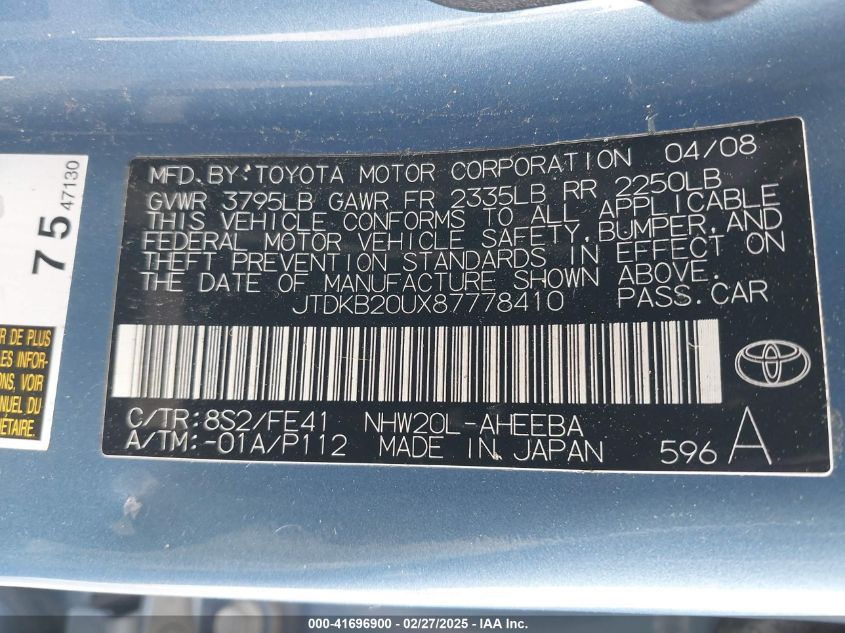 MFD.BY:TOYOTA MOTOR CORPORATION 04/08
GVWR 3795LB GAWR FR 2335LB RR 2250LB
THIS VEHICLE CONFORMS TO ALL APPLICABLE
FEDERAL MOTOR VEHICLE SAFETY, BUMPER, AND
THEFT PREVENTION STANDARDS IN EFFECT ON
THE DATE OF MANUFACTURE SHOWN ABOVE.
JTDKB20UX87778410 PASS.CAR
C/TR:8S2/FE41 NHW20L-AHEEBA
A/TM:-01A/P112 MADE IN JAPAN 596 A
75
47130
R DE PLUS
LES INFOR-
ONS, VOIR
NUEL DU
IÉTAIRE.
000-41696900 - 02/27/2025 - IAAI Inc.